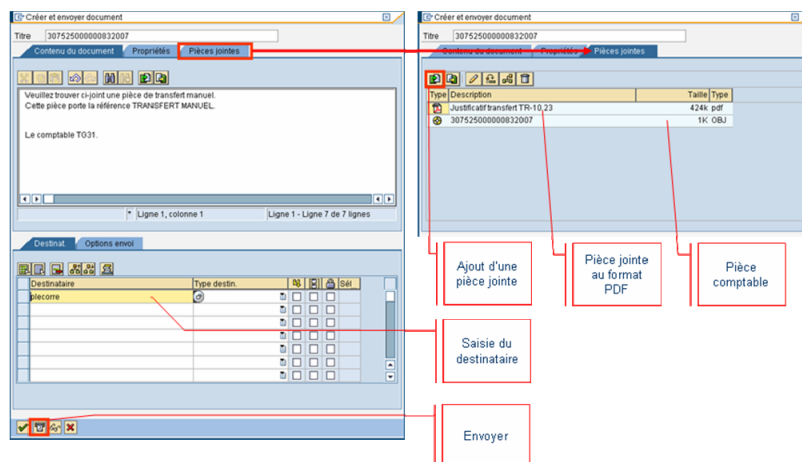 Créer et envoyer document
Titre 307525000000832007
Contenu du document Propriétés Pièces jointes
Veuillez trouver ci-joint une pièce de transfert manuel.
Cette pièce porte la référence TRANSFERT MANUEL.
Le comptable TG31.
* Ligne 1, colonne 1 Ligne 1 - Ligne 7 de 7 lignes
Destinat. Options envoi
Destinataire Type destin. Sél
plecorre
Créer et envoyer document
Titre 307525000000832007
Contenu du document Propriétés Pièces jointes
Type Description Taille Type
Justificatif transfert TR-10,23 424k pdf
307525000000832007 1K OBJ
Ajout d'une
pièce jointe
Pièce jointe
au format
PDF
Pièce
comptable
Saisie du
destinataire
Envoyer